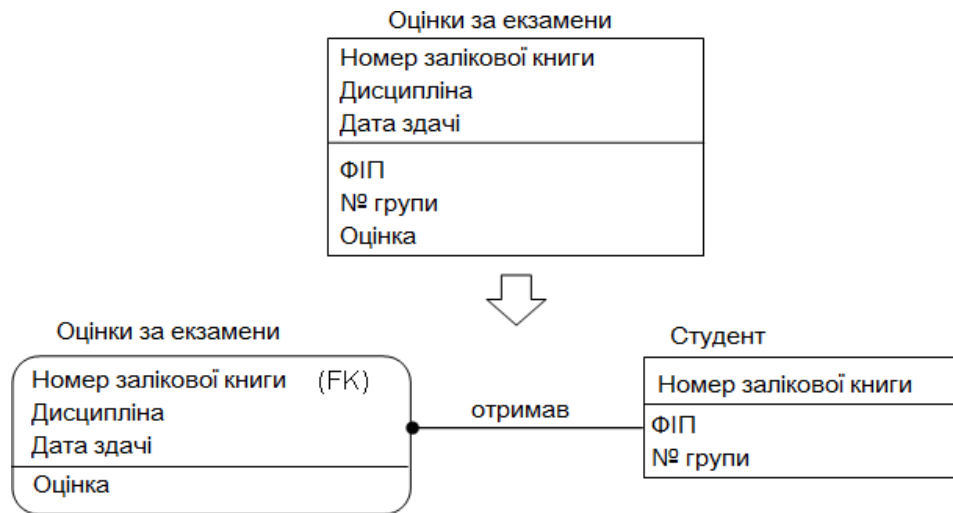 Оцінки за екзамени
Номер залікової книги
Дисципліна
Дата здачі
ФІП
№ групи
Оцінка
Оцінки за екзамени
Номер залікової книги (FK)
Дисципліна
Дата здачі
Оцінка
отримав
Студент
Номер залікової книги
ФІП
№ групи